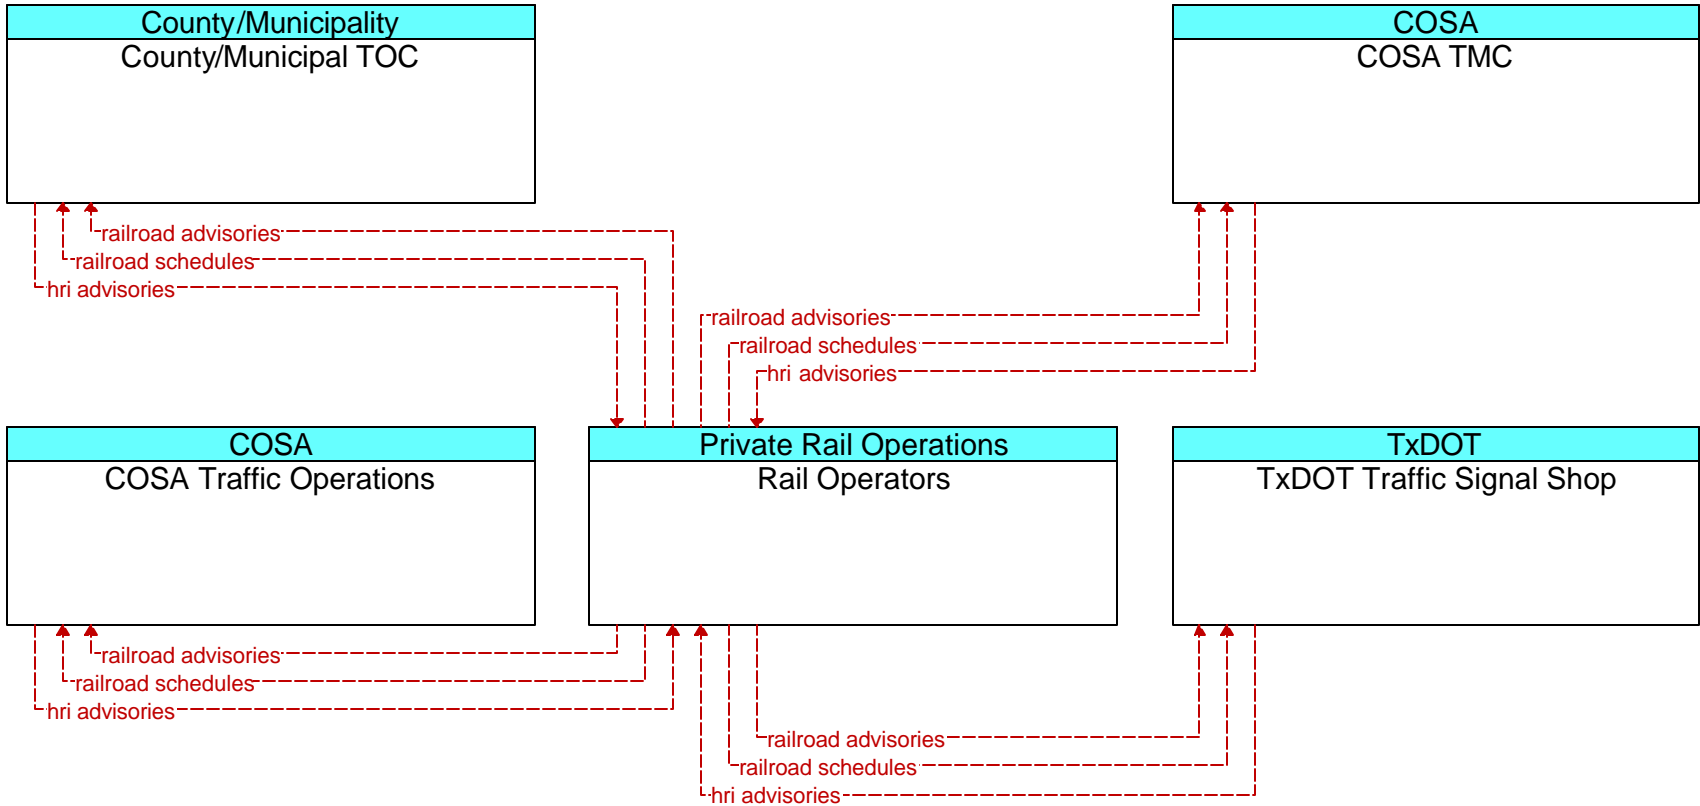 County/Municipality
County/Municipal TOC
COSA
COSA TMC
railroad advisories
railroad schedules
hri advisories
railroad advisories
railroad schedules
hri advisories
COSA
COSA Traffic Operations
Private Rail Operations
Rail Operators
TxDOT
TxDOT Traffic Signal Shop
railroad advisories
railroad schedules
hri advisories
railroad advisories
railroad schedules
hri advisories